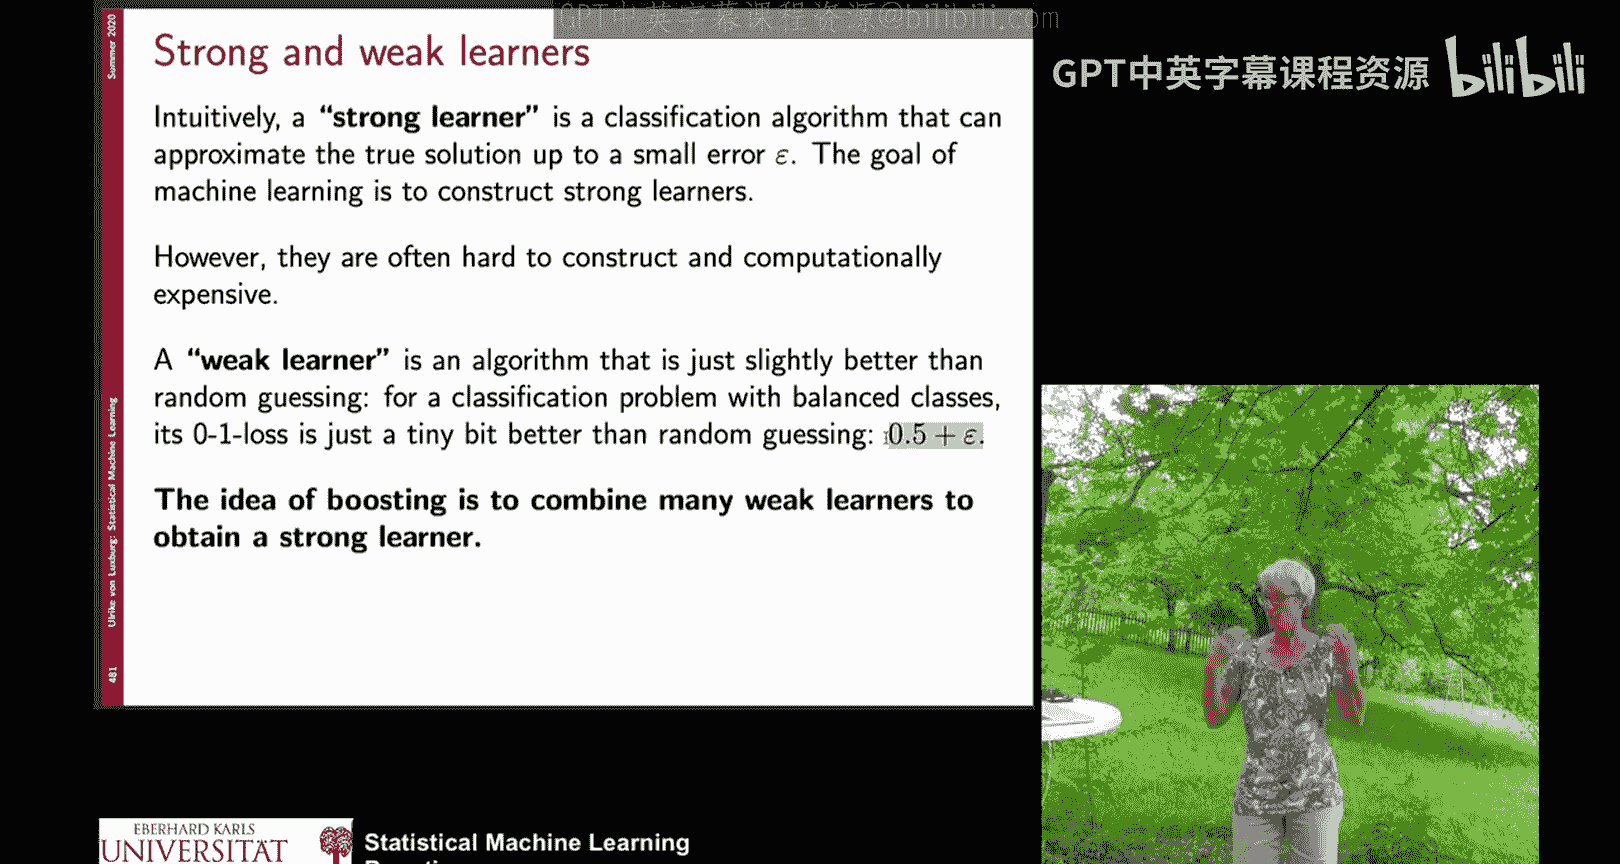 GPT中英字幕课程资源@bilibili.com
GPT中英字幕课程资源 bilibili
Summer 2020
Strong and weak learners
Intuitively, a “strong learner” is a classification algorithm that can
approximate the true solution up to a small error ε. The goal of
machine learning is to construct strong learners.
However, they are often hard to construct and computationally
expensive.
A “weak learner” is an algorithm that is just slightly better than
random guessing: for a classification problem with balanced classes,
its 0-1-loss is just a tiny bit better than random guessing: 0.5 + ε.
The idea of boosting is to combine many weak learners to
obtain a strong learner.
Ulrike von Luxburg: Statistical Machine Learning
481
EBERHARD KARLS
UNIVERSITÄT
Statistical Machine Learning